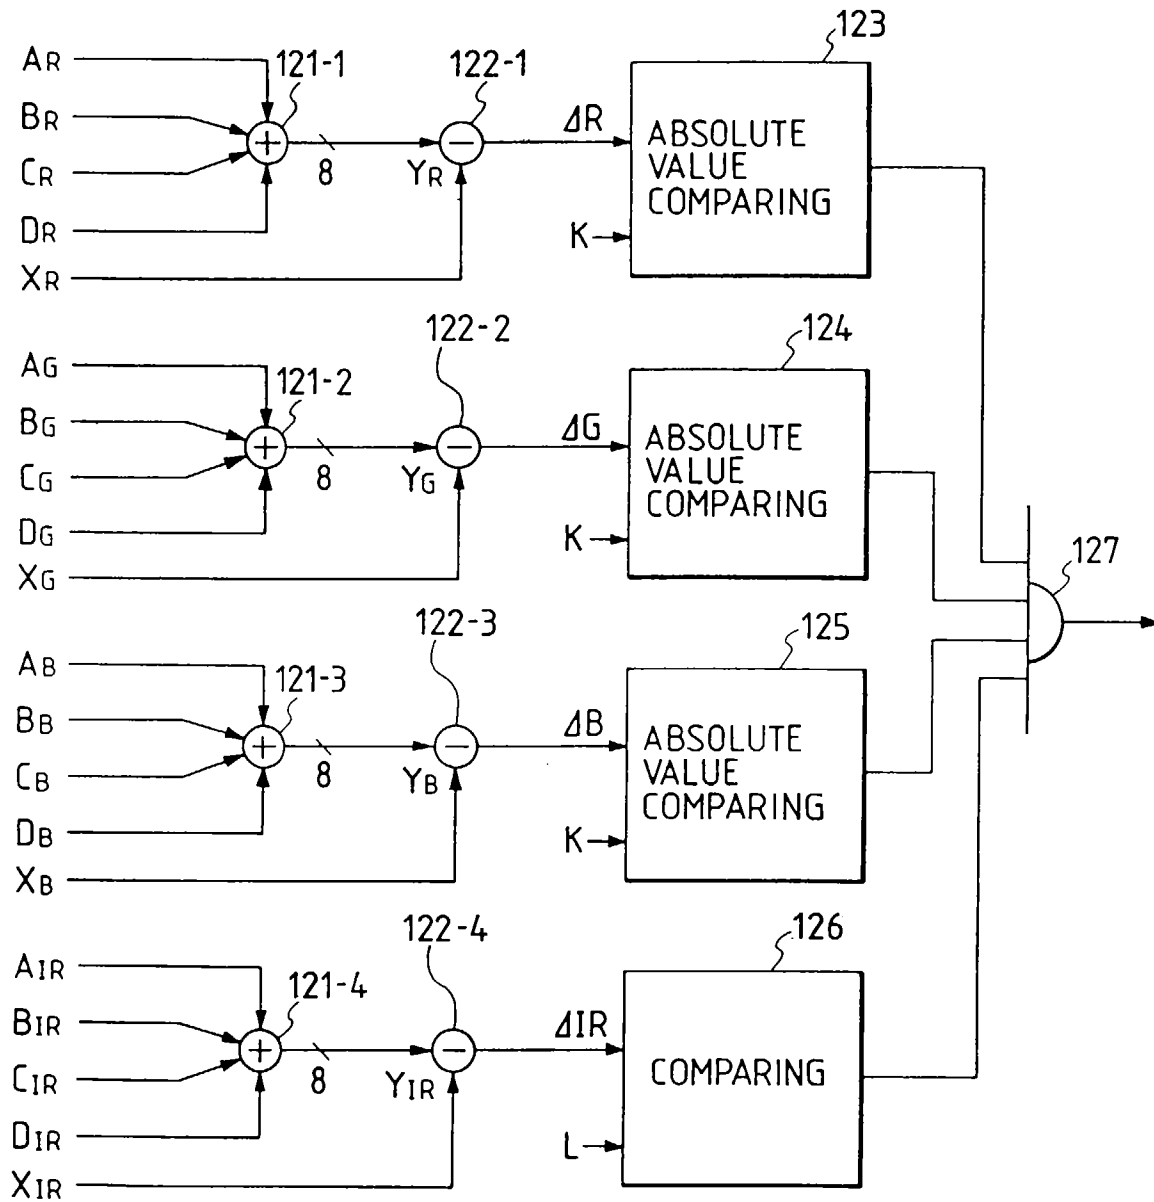 AR
BR
CR
DR
XR
121-1
122-1
8
YR
ΔR
K
123
ABSOLUTE
VALUE
COMPARING
AG
BG
CG
DG
XG
121-2
122-2
8
YG
ΔG
K
124
ABSOLUTE
VALUE
COMPARING
127
AB
BB
CB
DB
XB
121-3
122-3
8
YB
ΔB
K
125
ABSOLUTE
VALUE
COMPARING
AIR
BIR
CIR
DIR
XIR
121-4
122-4
8
YIR
ΔIR
L
126
COMPARING